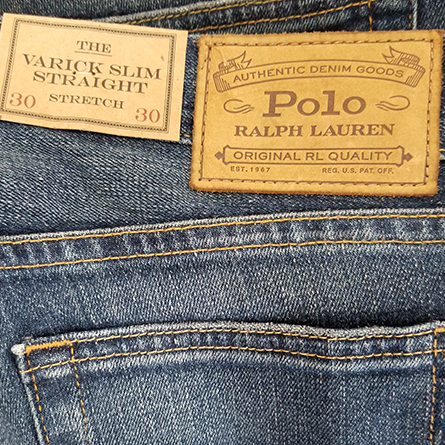 THE
VARICK SLIM
STRAIGHT
STRETCH
30
30
AUTHENTIC DENIM GOODS
Polo
RALPH LAUREN
ORIGINAL RL QUALITY
EST. 1967 REG. U.S. PAT. OFF.